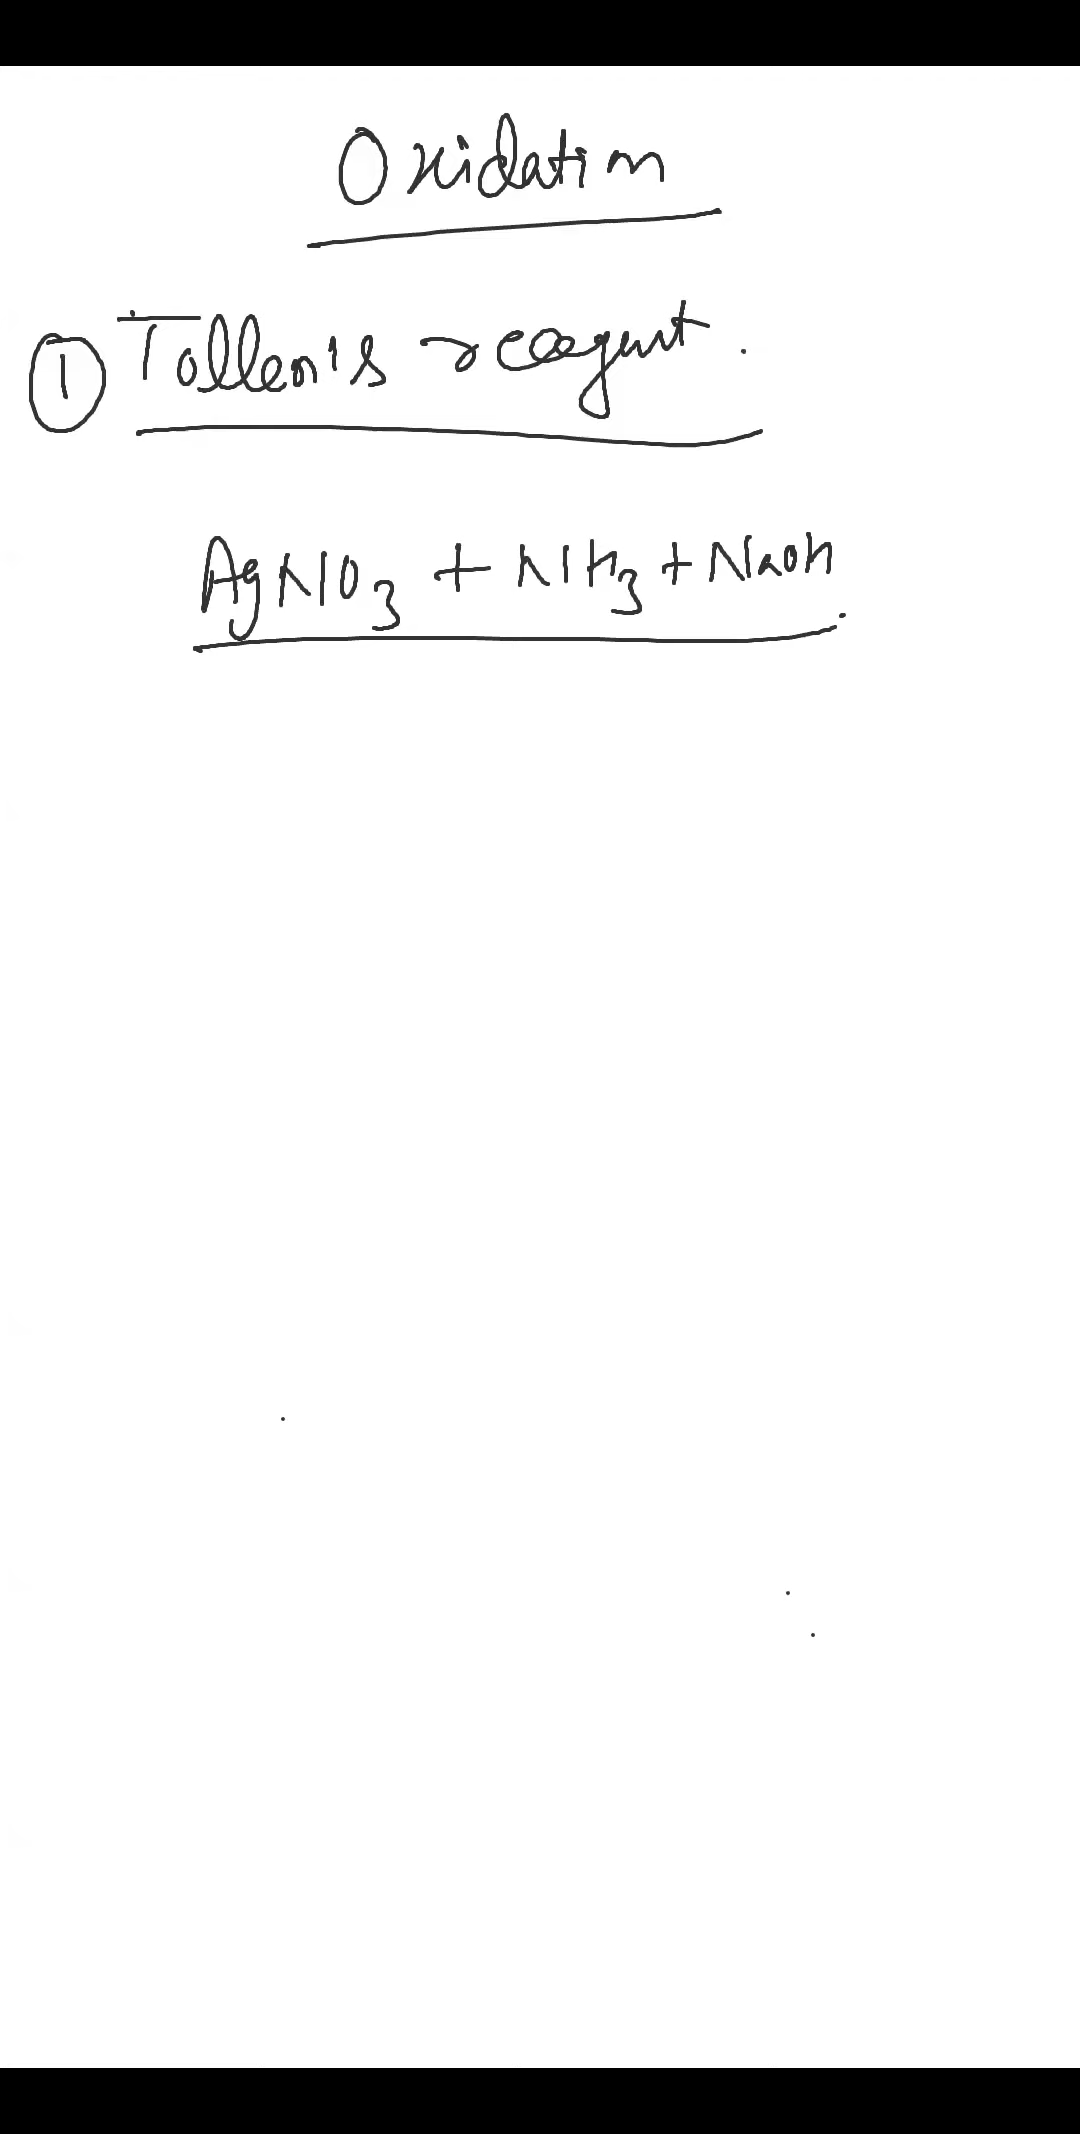 Oxidation
① Tollen's reagent.
AgNO₃ + NH₃ + NaOH.